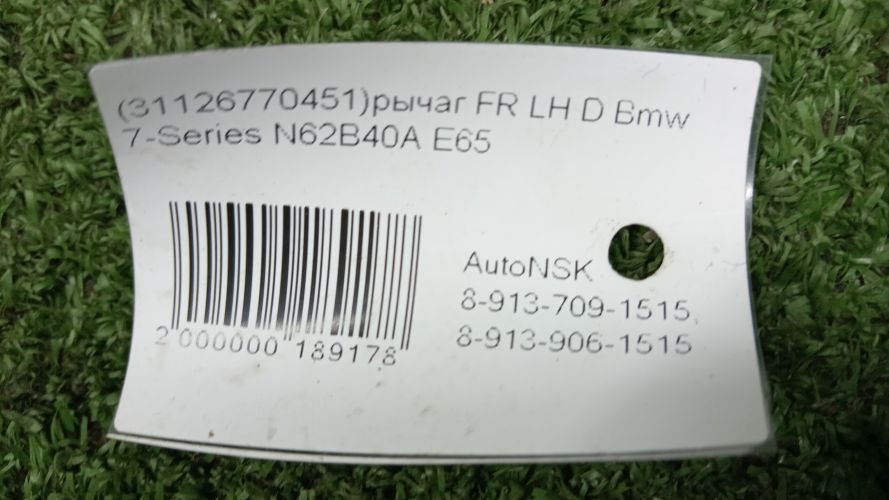 (31126770451)рычаг FR LH D Bmw
7-Series N62B40A E65
AutoNSK
8-913-709-1515,
8-913-906-1515
2 000000 189178